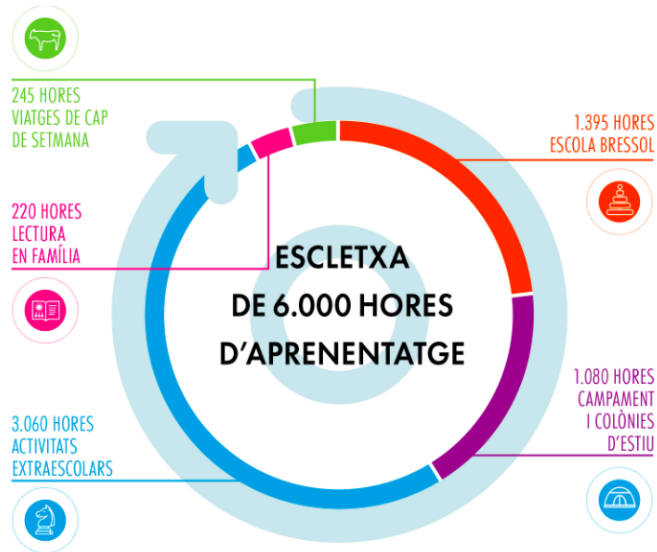 245 HORES
VIATGES DE CAP
DE SETMANA
1.395 HORES
ESCOLA BRESSOL
220 HORES
LECTURA
EN FAMÍLIA
ESCLETXA
DE 6.000 HORES
D’APRENENTATGE
1.080 HORES
CAMPAMENT
I COLÒNIES
D’ESTIU
3.060 HORES
ACTIVITATS
EXTRAESCOLARS